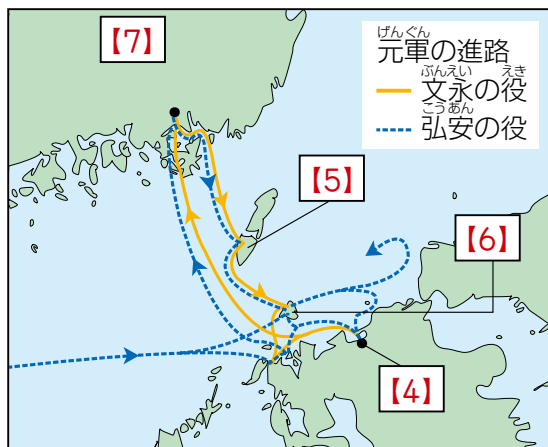 【7】
げんぐん
元軍の進路
ぶんえい えき
文永の役
こうあん
弘安の役
【5】
【6】
【4】